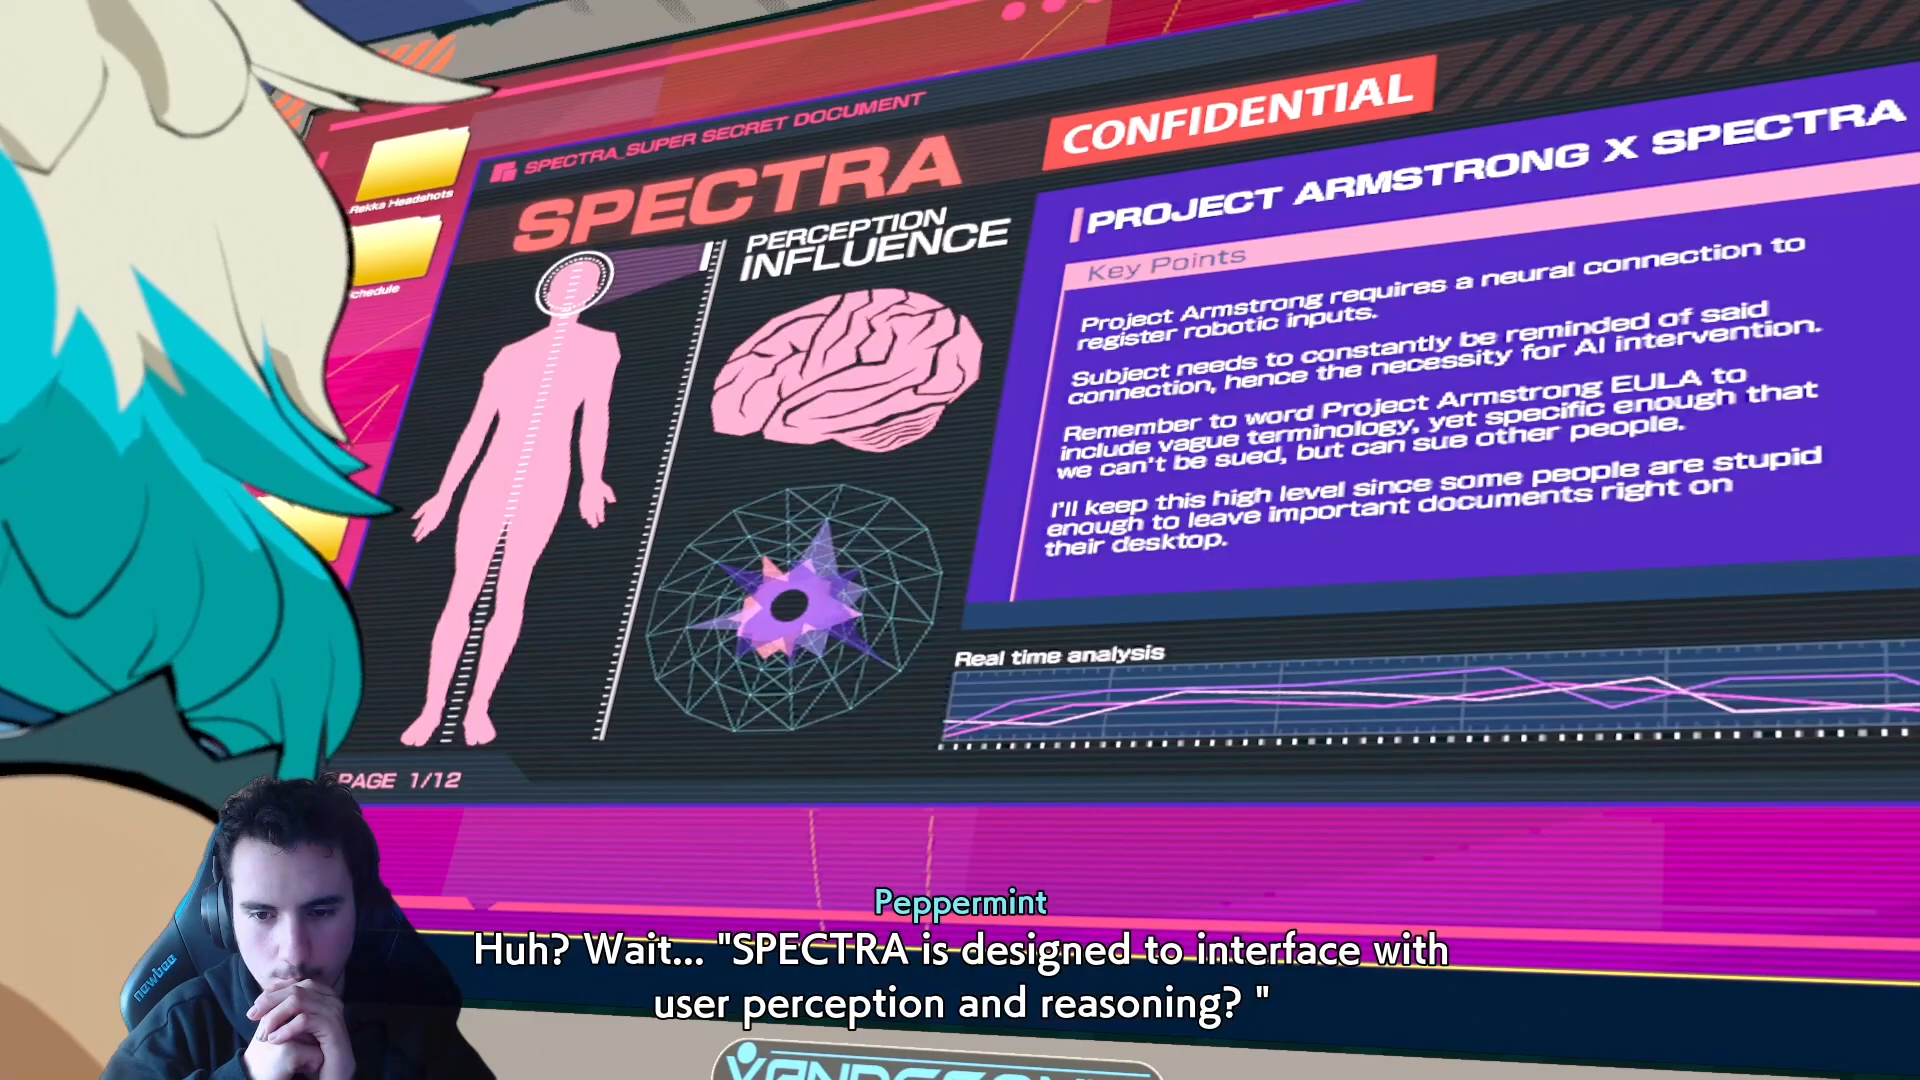 Rekka Headshots
chedule
SPECTRA_SUPER SECRET DOCUMENT
SPECTRA
PERCEPTION
INFLUENCE
CONFIDENTIAL
PROJECT ARMSTRONG X SPECTRA
Key Points
Project Armstrong requires a neural connection to
register robotic inputs.
Subject needs to constantly be reminded of said
connection, hence the necessity for AI intervention.
Remember to word Project Armstrong EULA to
include vague terminology, yet specific enough that
we can't be sued, but can sue other people.
I'll keep this high level since some people are stupid
enough to leave important documents right on
their desktop.
Real time analysis
PAGE 1/12
newbee
Peppermint
Huh? Wait... "SPECTRA is designed to interface with
user perception and reasoning? "